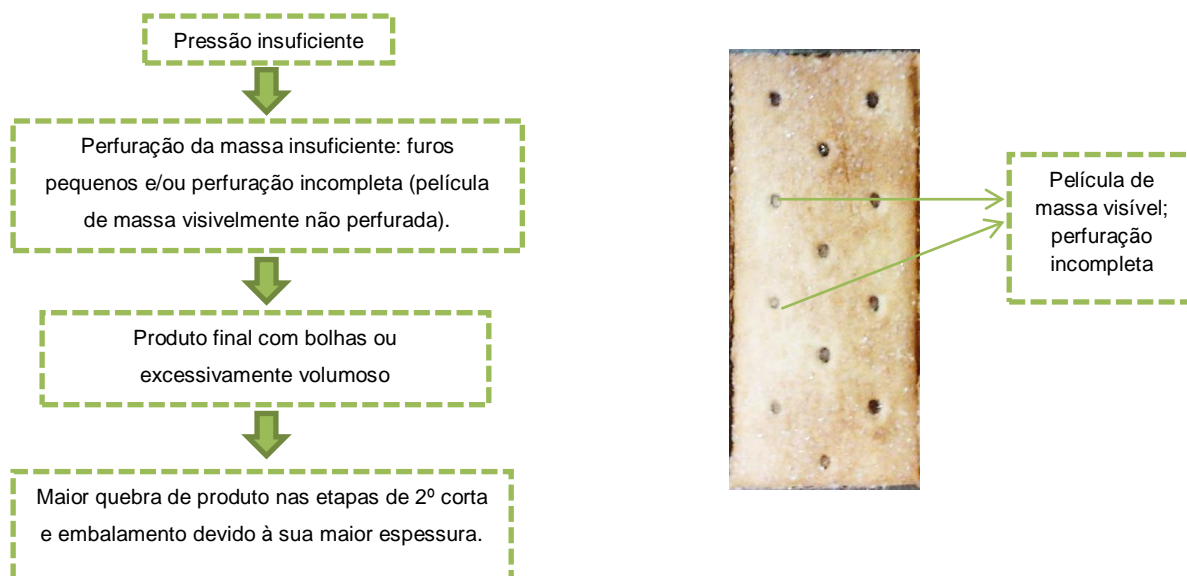 Pressão insuficiente
Perfuração da massa insuficiente: furos
pequenos e/ou perfuração incompleta (película
de massa visivelmente não perfurada).
Produto final com bolhas ou
excessivamente volumoso
Maior quebra de produto nas etapas de 2º corta
e embalamento devido à sua maior espessura.
Película de
massa visível;
perfuração
incompleta